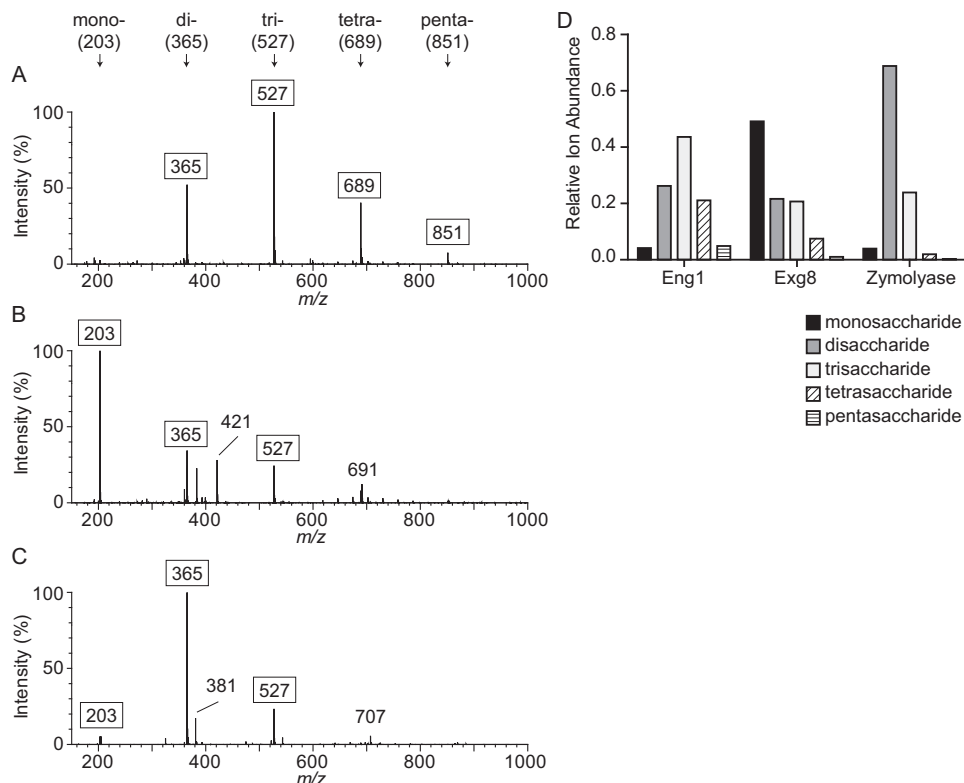 mono- di- tri- tetra- penta-
(203) (365) (527) (689) (851)
A
527
365
689
851
Intensity (%)
100
50
0
200 400 600 800 1000
m/z
B
203
365
421
527
691
Intensity (%)
100
50
0
200 400 600 800 1000
m/z
C
365
203
381
527
707
Intensity (%)
100
50
0
200 400 600 800 1000
m/z
D
Relative Ion Abundance
0.8
0.6
0.4
0.2
0.0
Eng1 Exg8 Zymolyase
monosaccharide
disaccharide
trisaccharide
tetrasaccharide
pentasaccharide